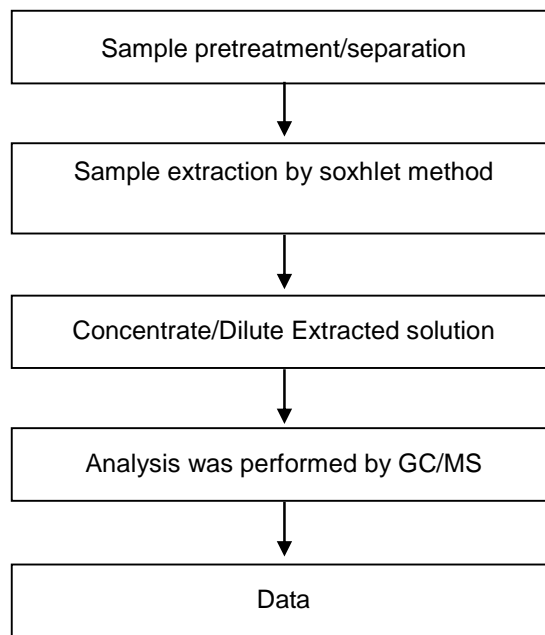 Sample pretreatment/separation
Sample extraction by soxhlet method
Concentrate/Dilute Extracted solution
Analysis was performed by GC/MS
Data